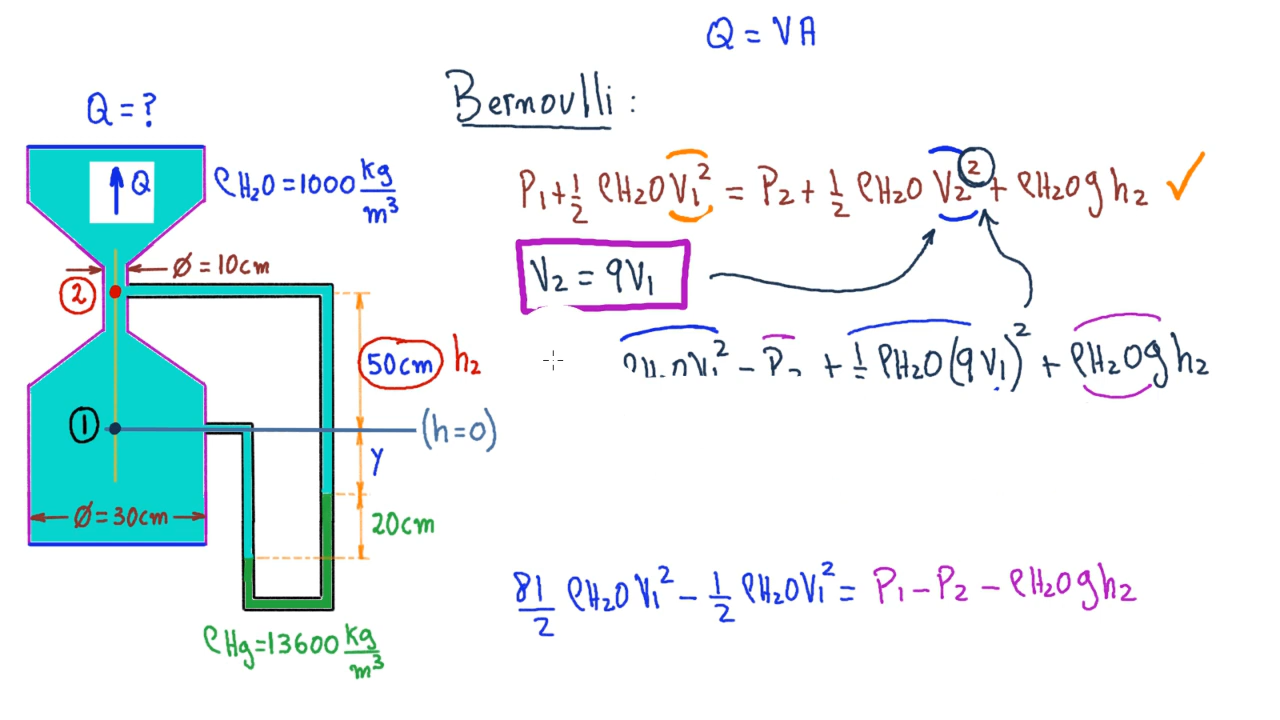 Q = VA
Bernoulli:
Q = ?
Q
ρH2O = 1000 kg/m³
P1 + 1/2 ρH2O V1² = P2 + 1/2 ρH2O V2² + ρH2O g h2 ✓
V2 = 9V1
Ø = 10cm
2
50cm h2
V1² - P + 1/2 ρH2O (9V1)² + ρH2O g h2
1
(h=0)
y
Ø = 30cm
20cm
81/2 ρH2O V1² - 1/2 ρH2O V1² = P1 - P2 - ρH2O g h2
ρHg = 13600 kg/m³